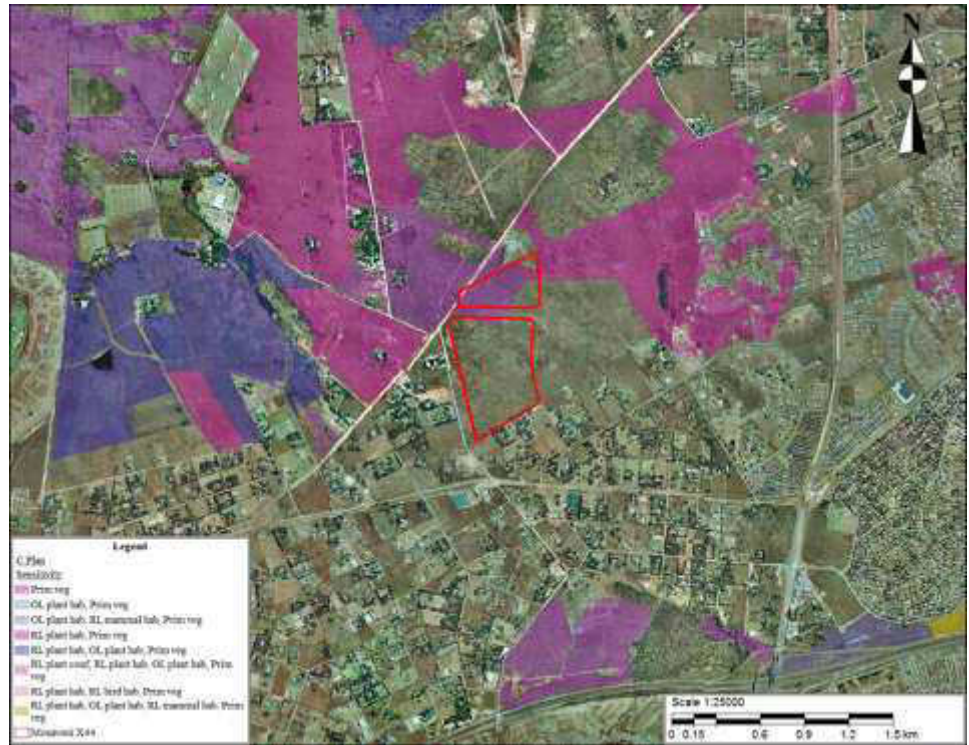 N
Legend
C Plan
Sensitivity
Prim veg
OL plant hab, Prim veg
OL plant hab, RL mammal hab, Prim veg
RL plant hab, Prim veg
RL plant hab, OL plant hab, Prim veg
RL plant conf, RL plant hab, OL plant hab, Prim
veg
RL plant hab, RL bird hab, Prim veg
RL plant hab, OL plant hab, RL mammal hab, Prim
veg
X44
Scale 1:25000
0 0.15 0.6 0.9 1.2 1.5 km